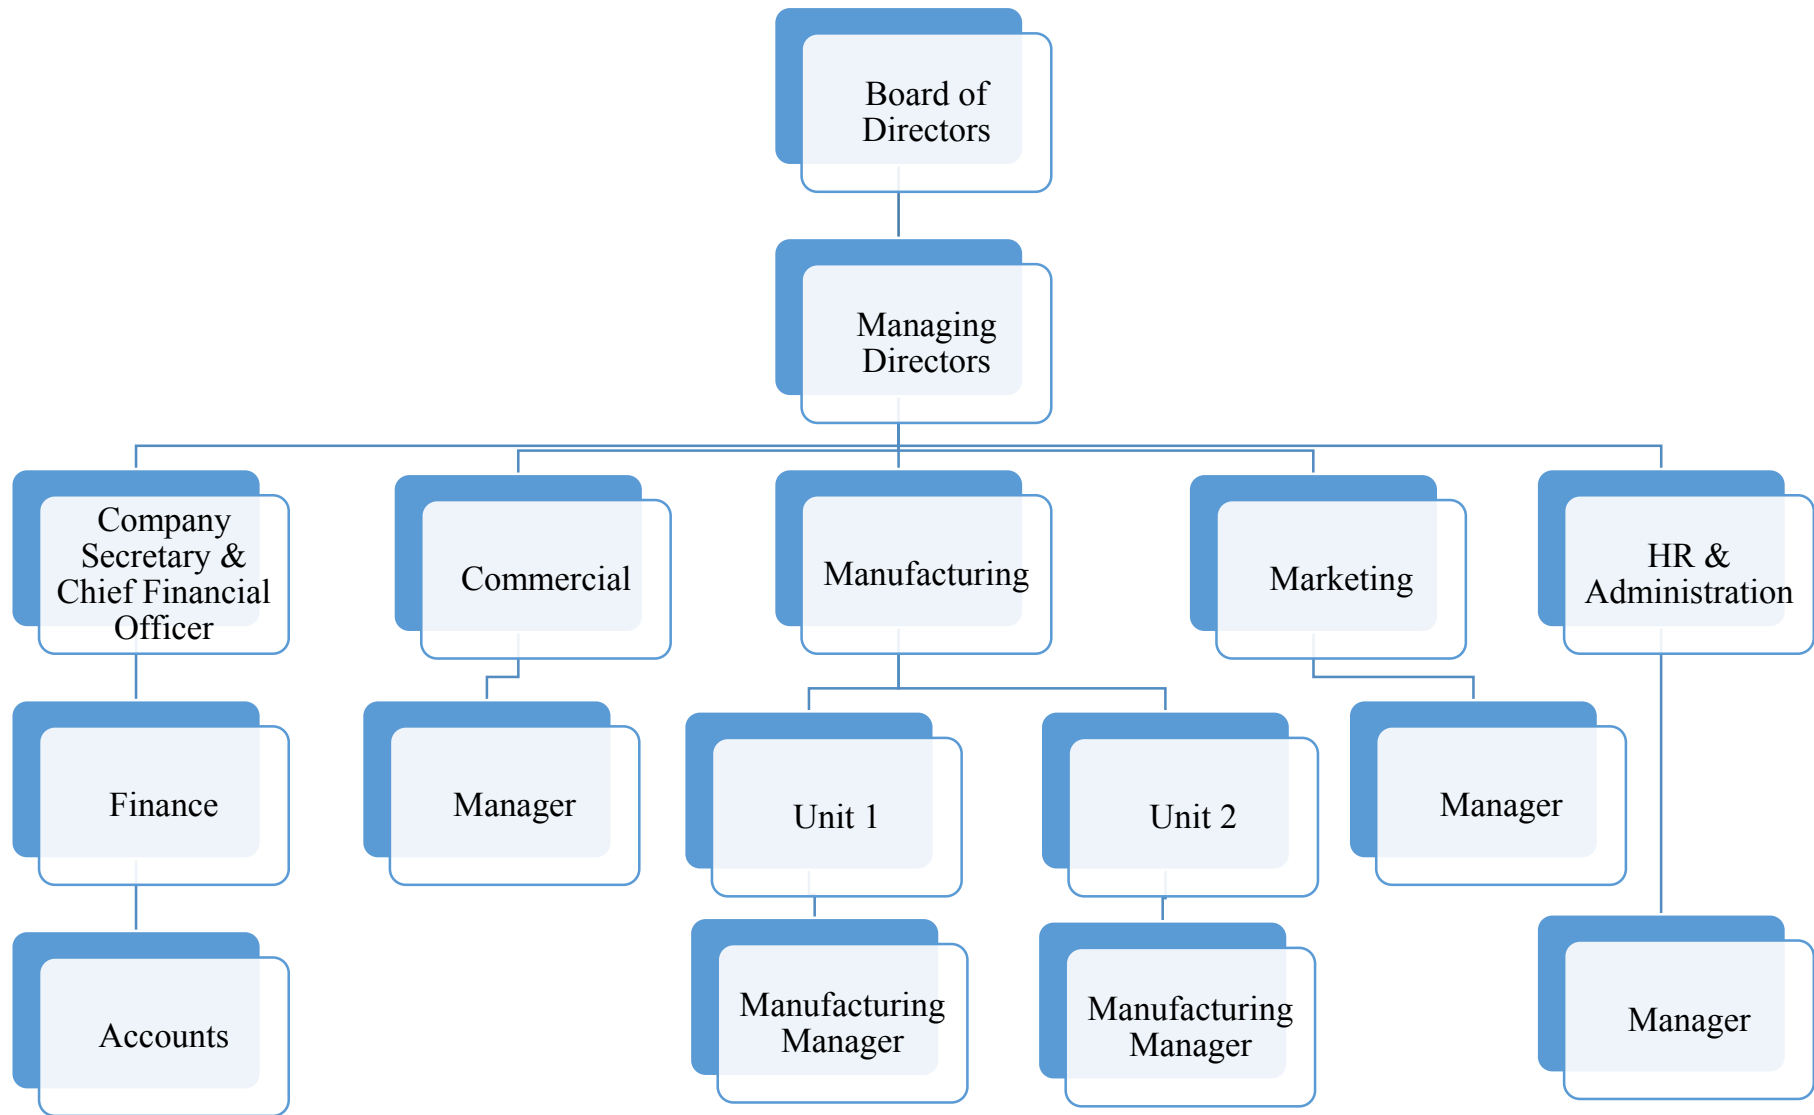 Board of
Directors
Managing
Directors
Company
Secretary &
Chief Financial
Officer
Commercial
Manufacturing
Marketing
HR &
Administration
Finance
Manager
Unit 1
Unit 2
Manager
Accounts
Manufacturing
Manager
Manufacturing
Manager
Manager